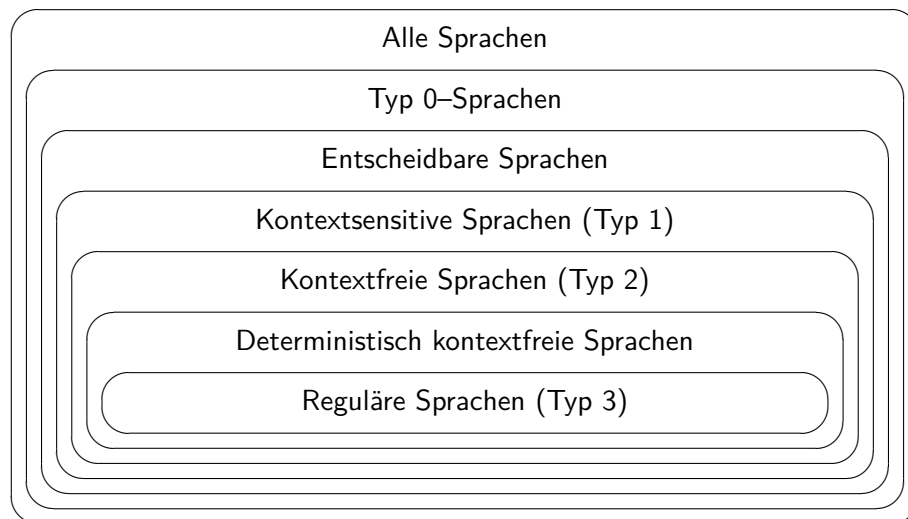 Alle Sprachen
Typ 0–Sprachen
Entscheidbare Sprachen
Kontextsensitive Sprachen (Typ 1)
Kontextfreie Sprachen (Typ 2)
Deterministisch kontextfreie Sprachen
Reguläre Sprachen (Typ 3)